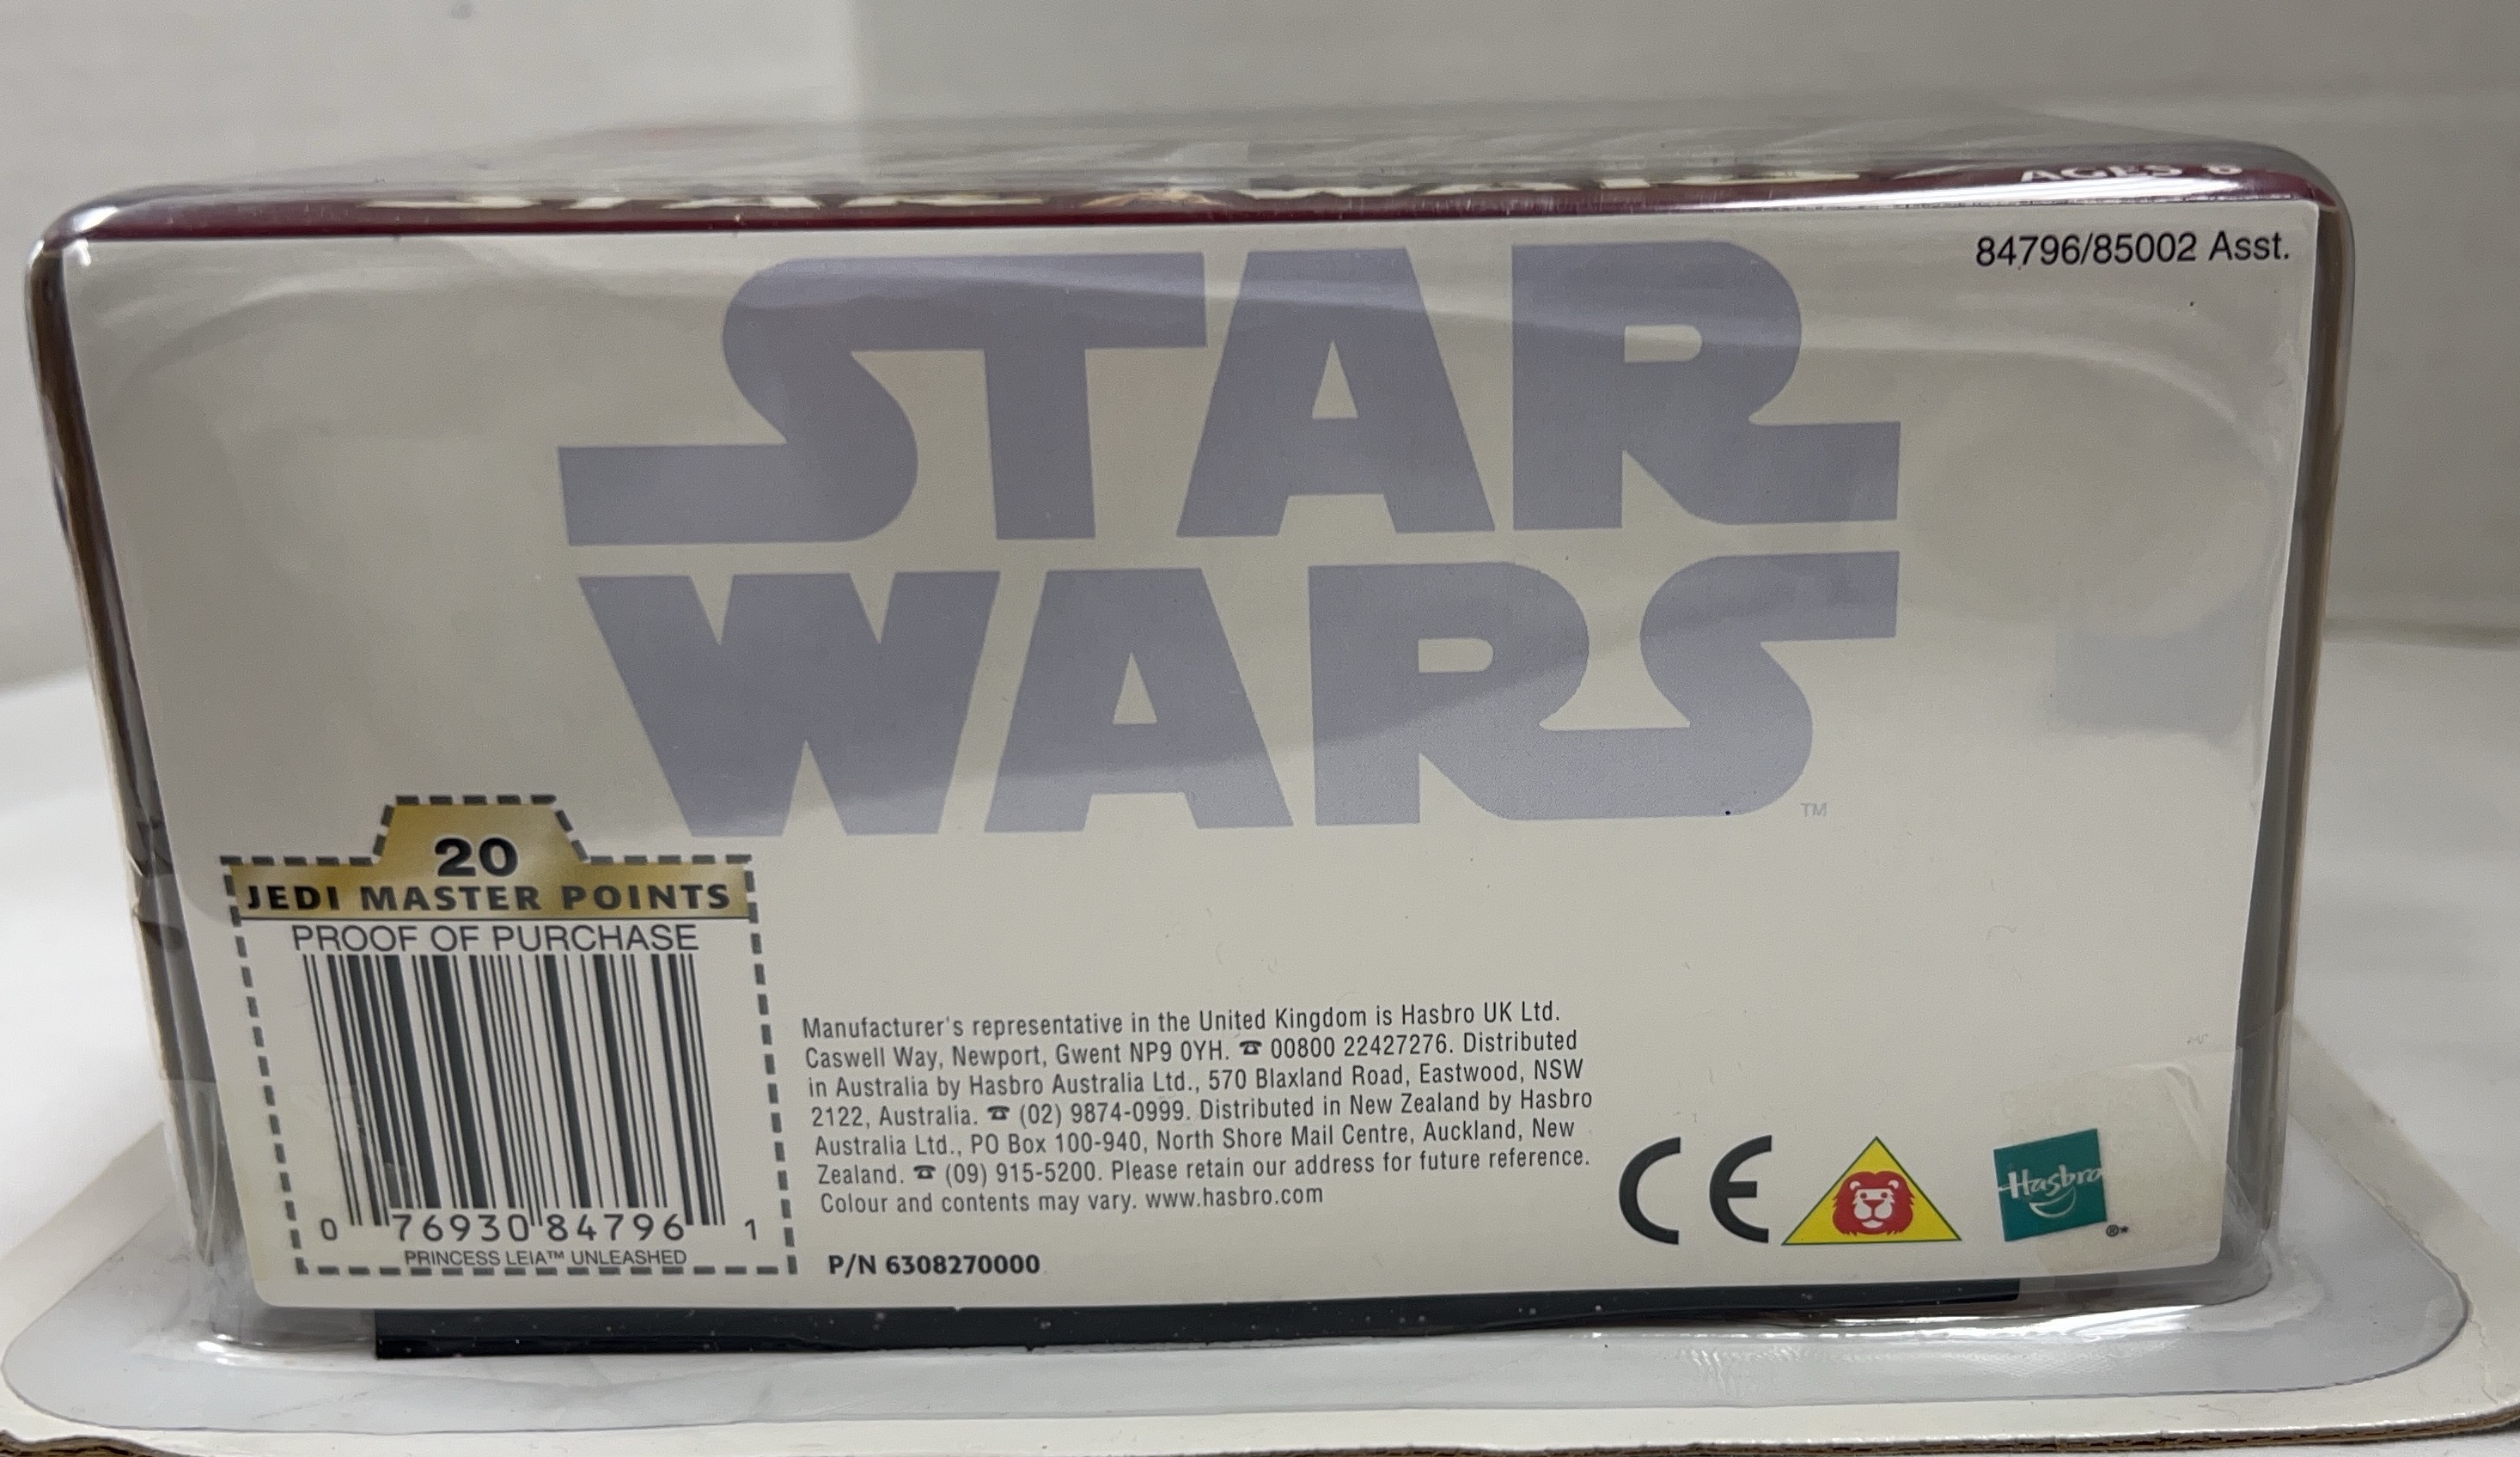 AGES 8
84796/85002 Asst.
STAR
WARS
TM
20
JEDI MASTER POINTS
PROOF OF PURCHASE
0 76930 84796 1
PRINCESS LEIA™ UNLEASHED
Manufacturer's representative in the United Kingdom is Hasbro UK Ltd.
Caswell Way, Newport, Gwent NP9 0YH. ☎ 00800 22427276. Distributed
in Australia by Hasbro Australia Ltd., 570 Blaxland Road, Eastwood, NSW
2122, Australia. ☎ (02) 9874-0999. Distributed in New Zealand by Hasbro
Australia Ltd., PO Box 100-940, North Shore Mail Centre, Auckland, New
Zealand. ☎ (09) 915-5200. Please retain our address for future reference.
Colour and contents may vary. www.hasbro.com
P/N 6308270000
CE
Hasbro
®*